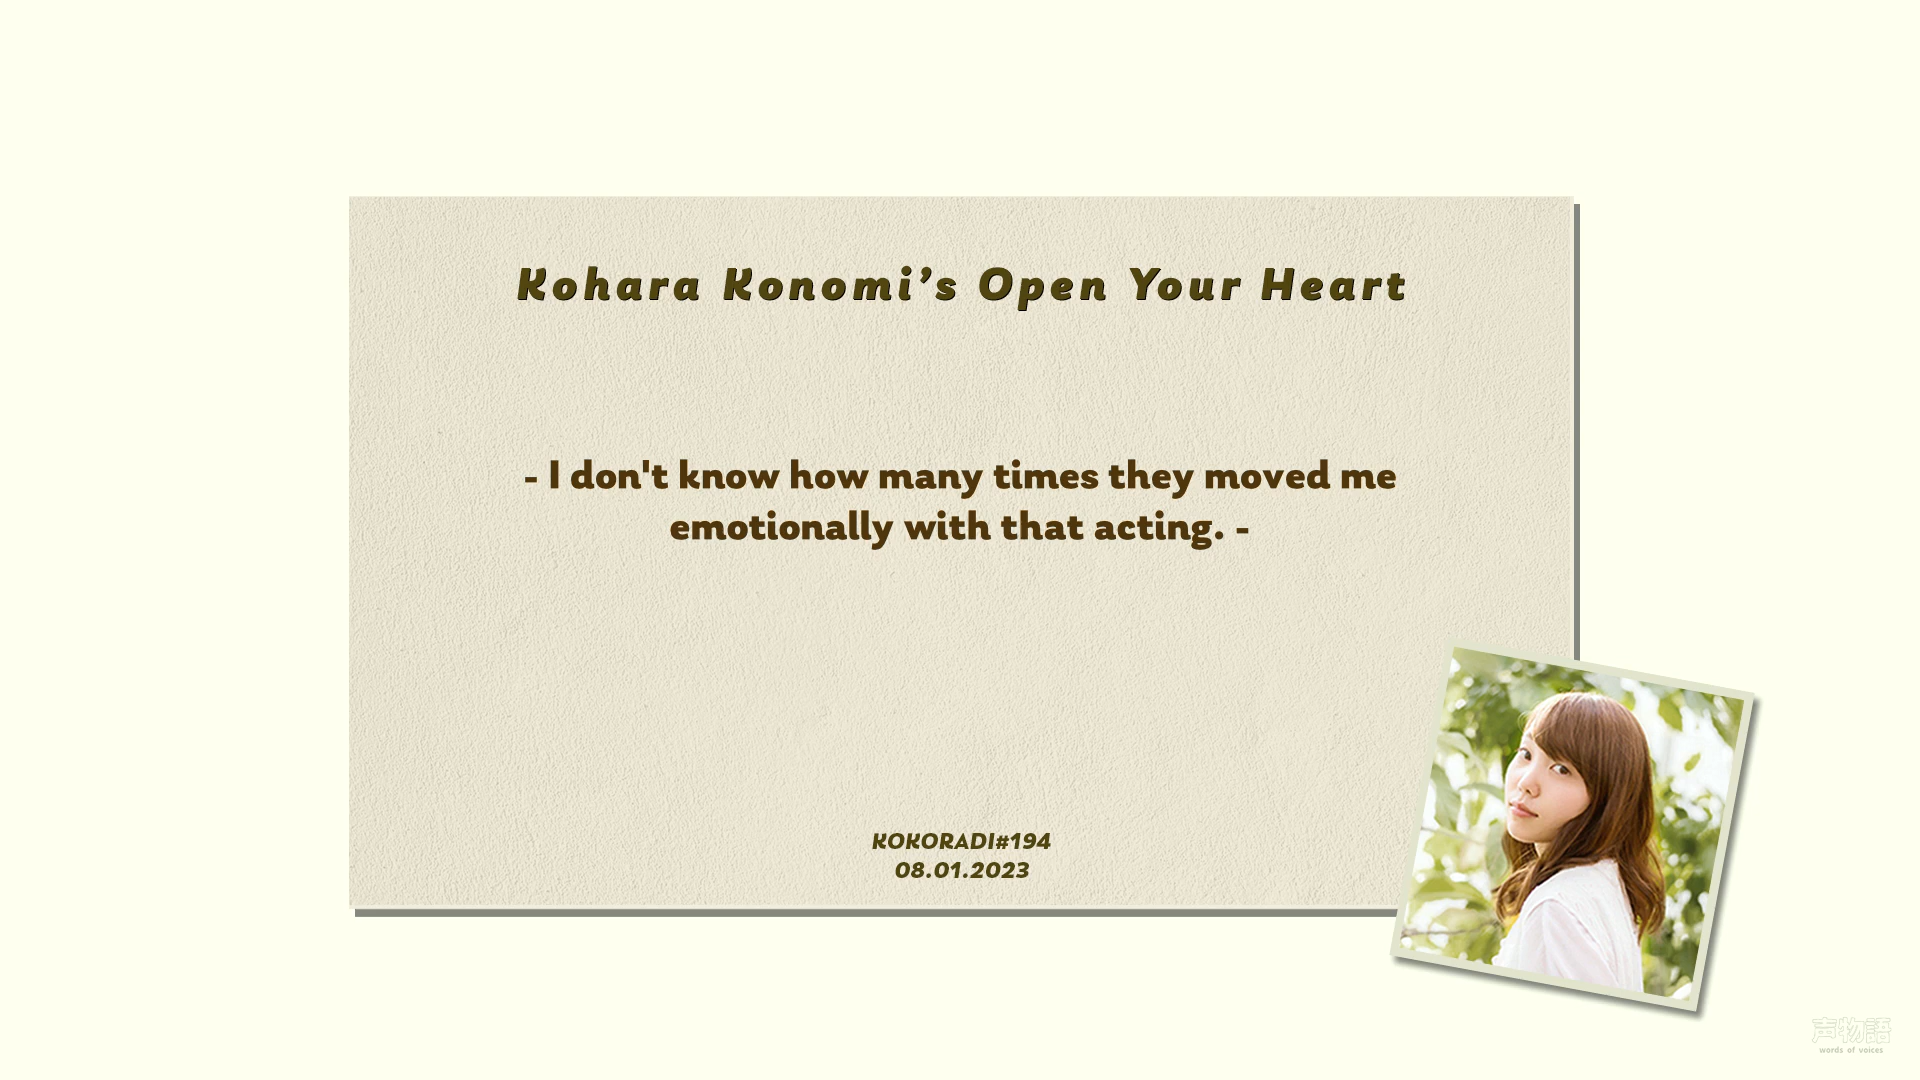 Kohara Konomi’s Open Your Heart
- I don't know how many times they moved me
emotionally with that acting. -
KOKORADI#194
08.01.2023
声物語
words of voices